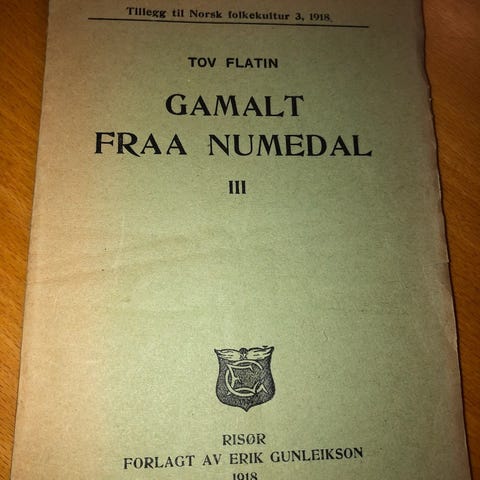 Tillegg til Norsk folkekultur 3, 1918.
TOV FLATIN
GAMALT
FRAA NUMEDAL
III
RISØR
FORLAGT AV ERIK GUNLEIKSON
1918